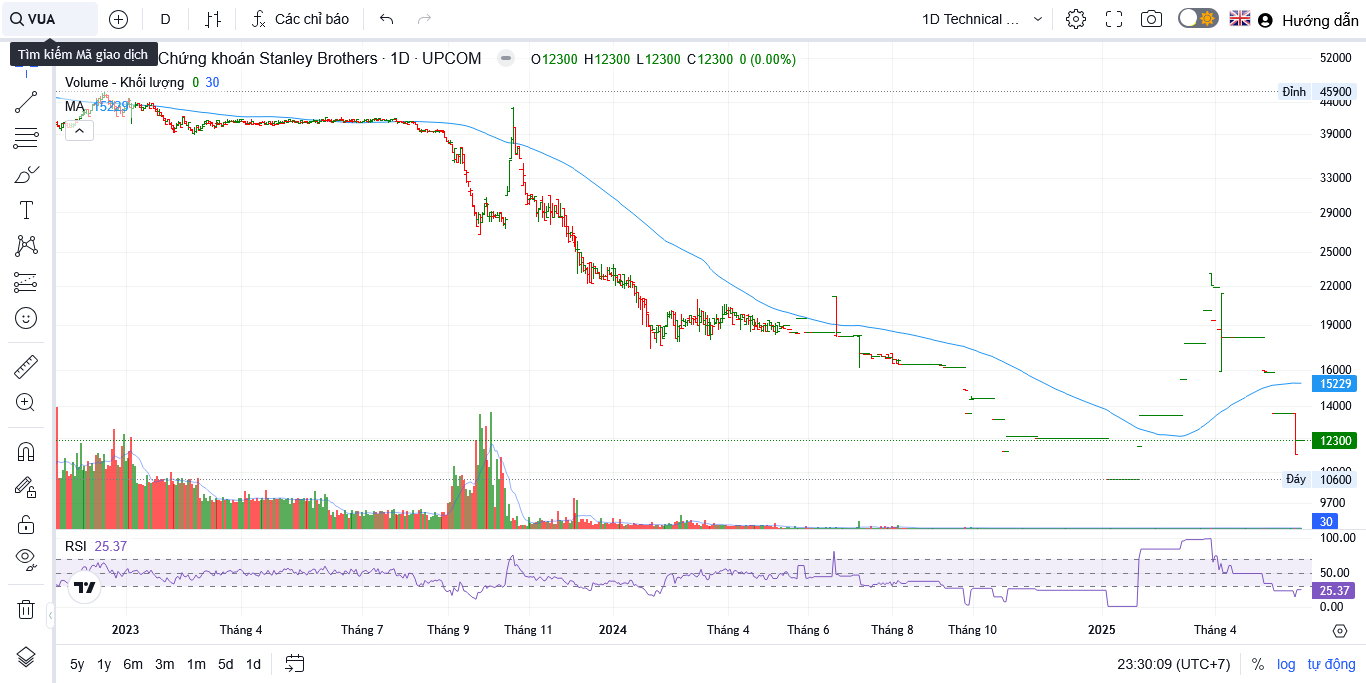 VUA
D
Các chỉ báo
1D Technical ...
Hướng dẫn
Tìm kiếm Mã giao dịch
Chứng khoán Stanley Brothers · 1D · UPCOM
O12300 H12300 L12300 C12300 0 (0.00%)
Volume - Khối lượng 0 30
MA 15229
52000
Đỉnh 45900
44000
39000
33000
29000
25000
22000
19000
16000
15229
14000
12300
Đáy 10600
9700
30
RSI 25.37
100.00
50.00
25.37
0.00
2023 Tháng 4 Tháng 7 Tháng 9 Tháng 11 2024 Tháng 4 Tháng 6 Tháng 8 Tháng 10 2025 Tháng 4
5y 1y 6m 3m 1m 5d 1d
23:30:09 (UTC+7) % log tự động